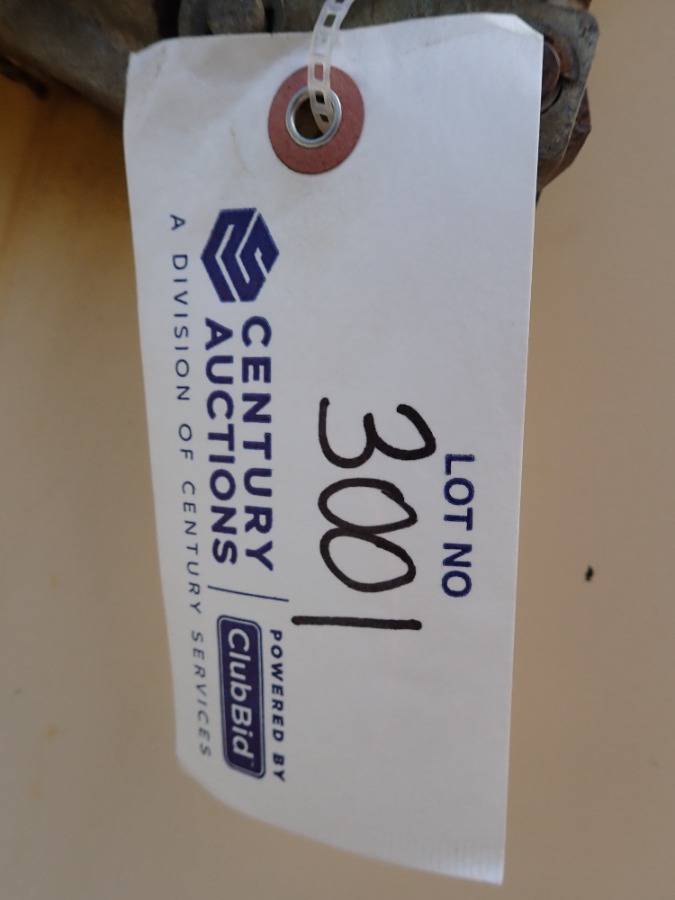 LOT NO
3001
CENTURY
AUCTIONS
POWERED BY
ClubBid
A DIVISION OF CENTURY SERVICES